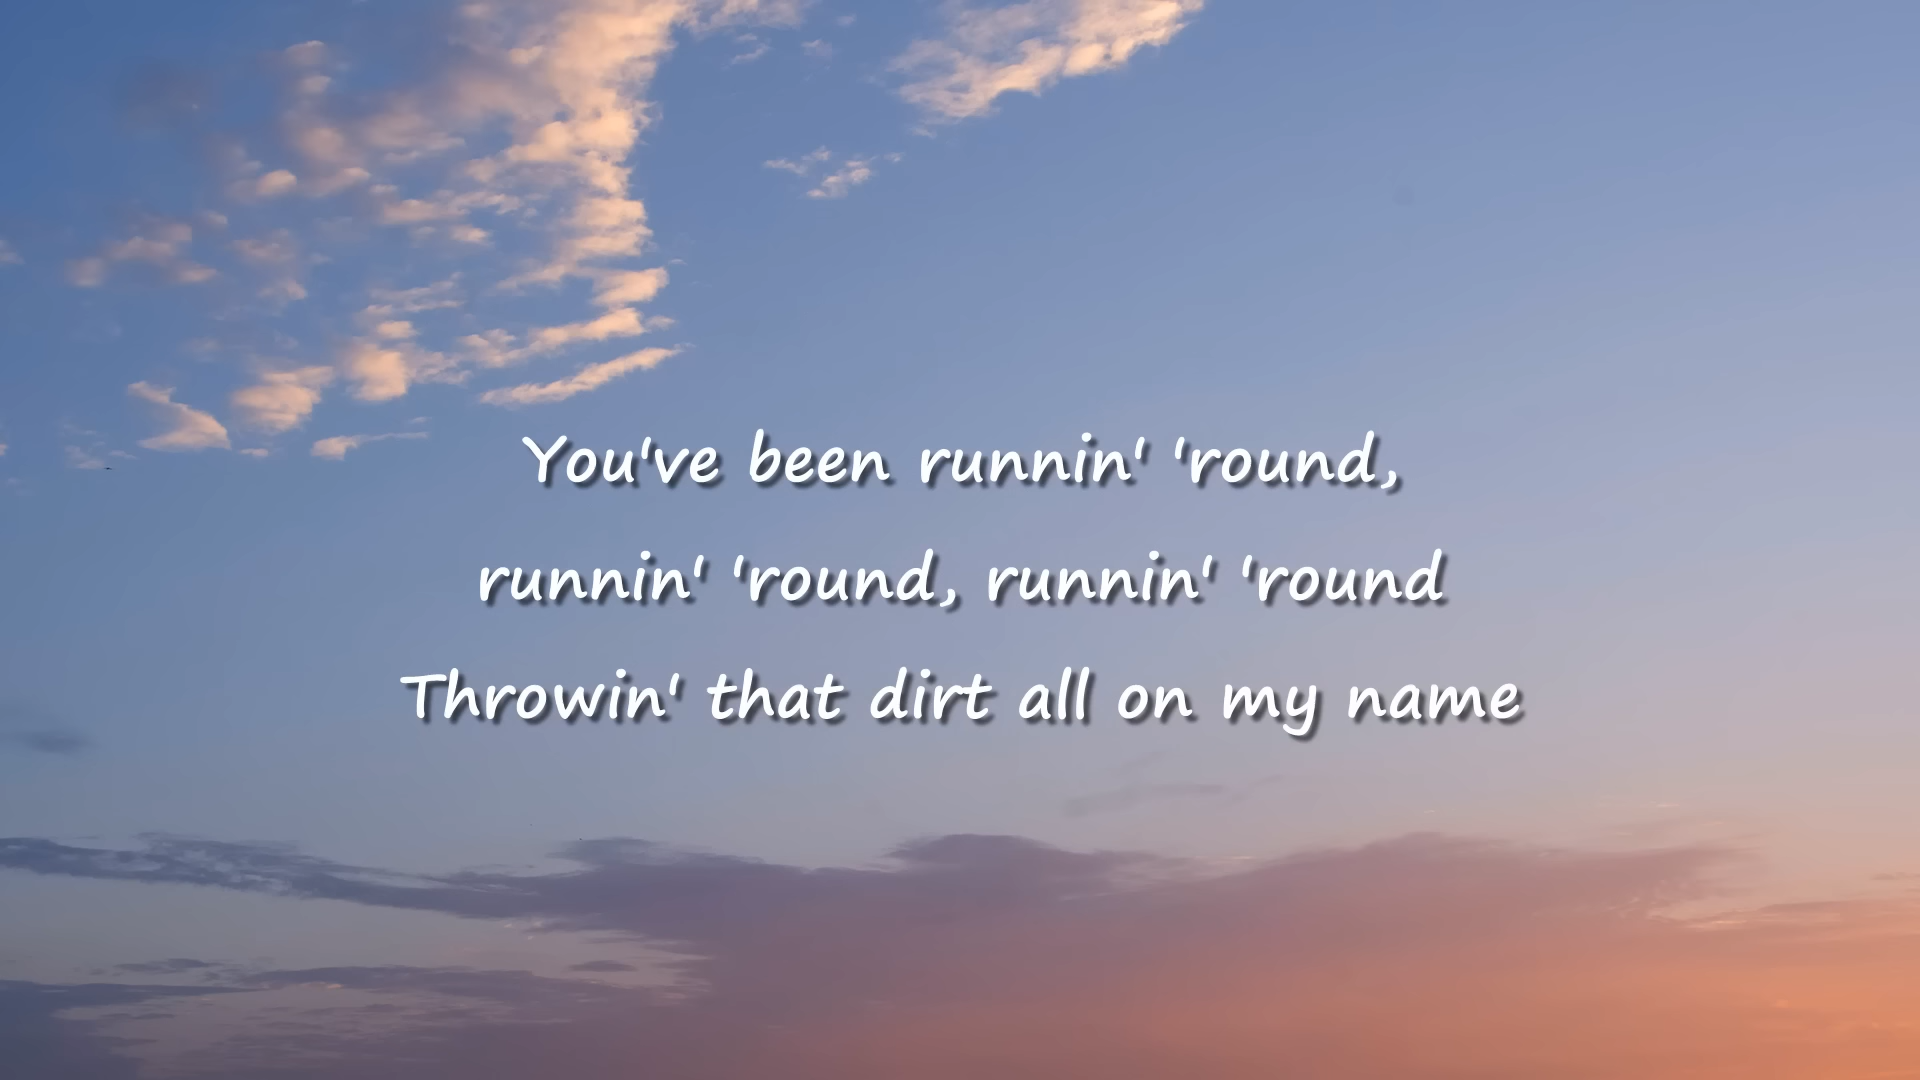 You've been runnin' 'round,
runnin' 'round, runnin' 'round
Throwin' that dirt all on my name